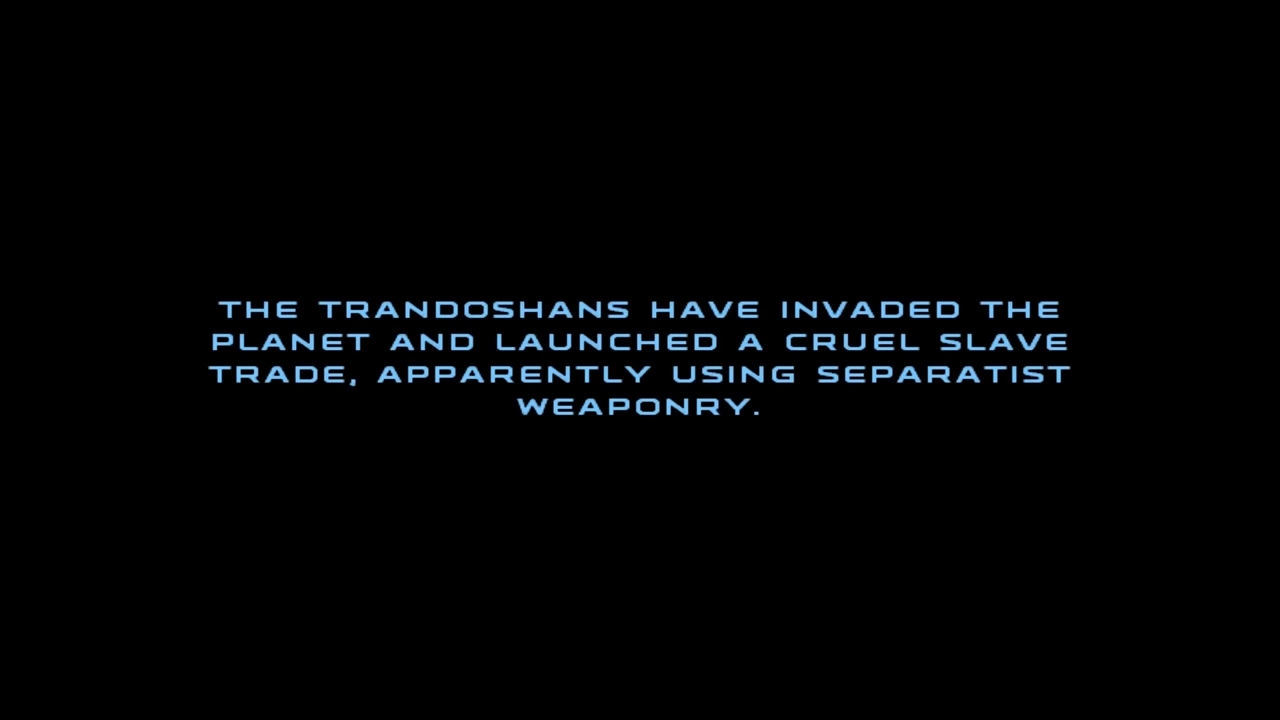 THE TRANDOSHANS HAVE INVADED THE
PLANET AND LAUNCHED A CRUEL SLAVE
TRADE, APPARENTLY USING SEPARATIST
WEAPONRY.